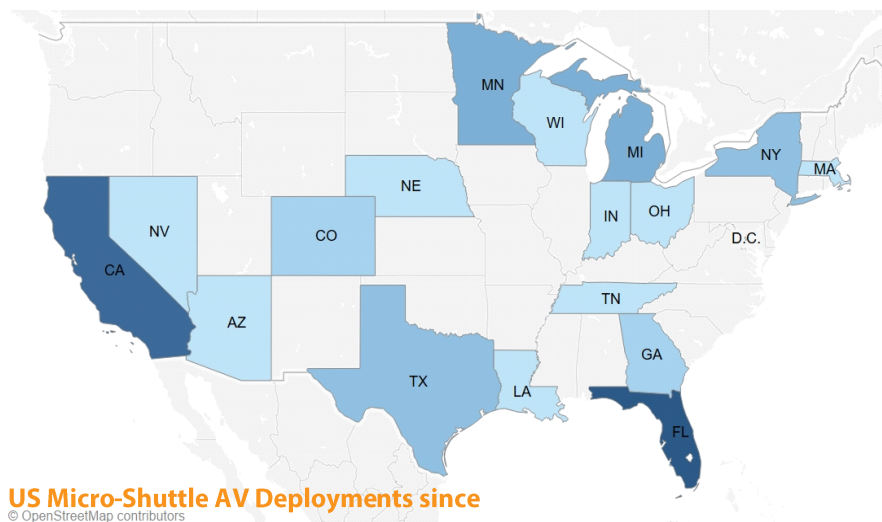 MN
WI
MI
NY
MA
NE
IN
OH
D.C.
NV
CO
CA
AZ
TN
GA
TX
LA
FL
US Micro-Shuttle AV Deployments since
© OpenStreetMap contributors